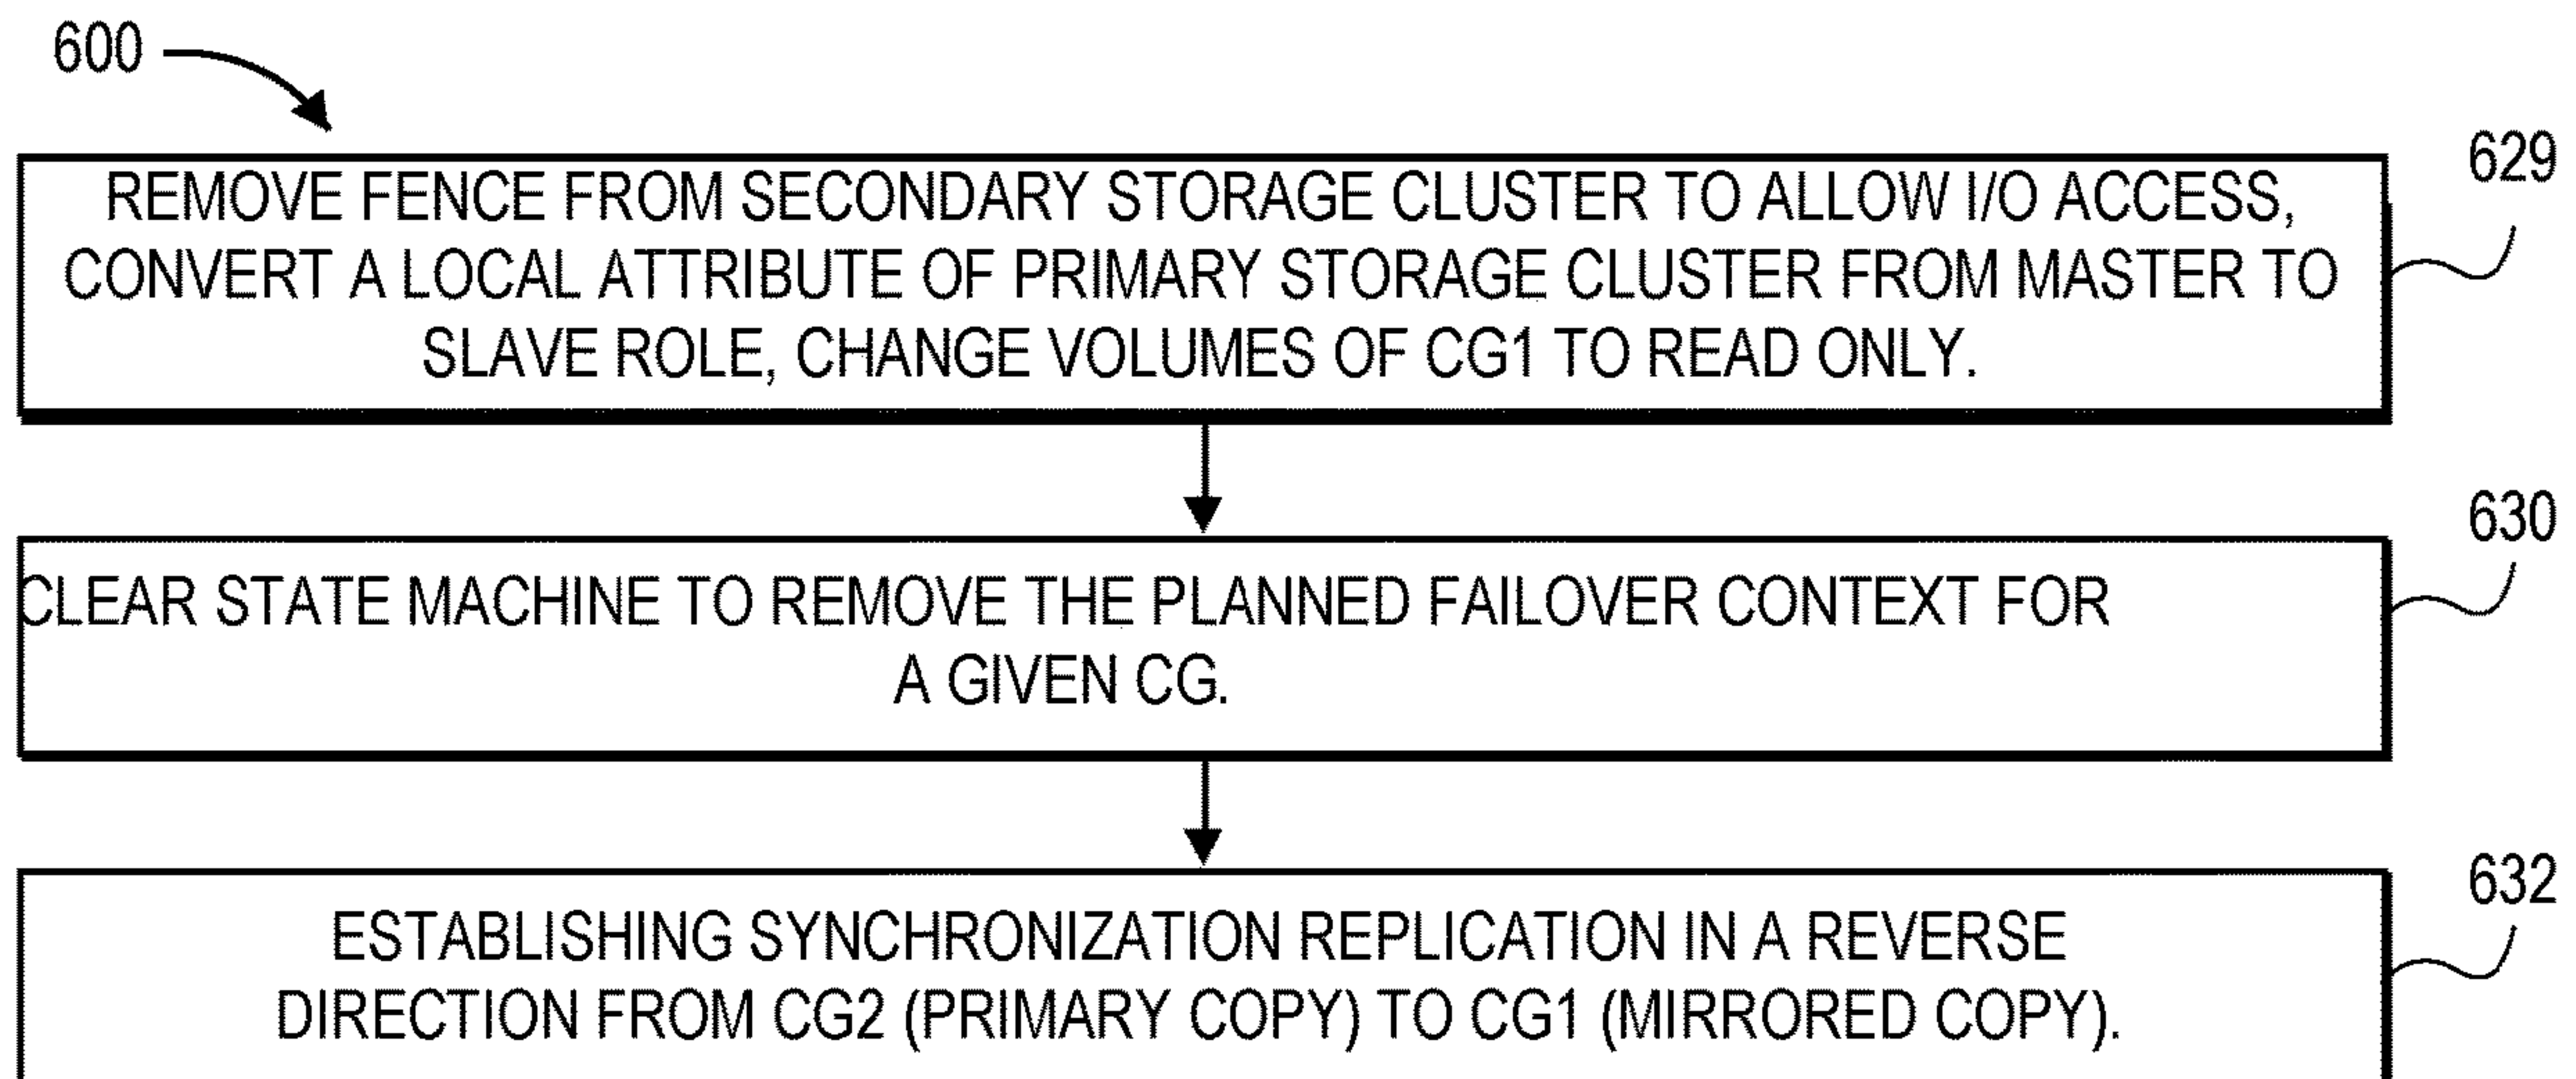 600
629
REMOVE FENCE FROM SECONDARY STORAGE CLUSTER TO ALLOW I/O ACCESS,
CONVERT A LOCAL ATTRIBUTE OF PRIMARY STORAGE CLUSTER FROM MASTER TO
SLAVE ROLE, CHANGE VOLUMES OF CG1 TO READ ONLY.
630
CLEAR STATE MACHINE TO REMOVE THE PLANNED FAILOVER CONTEXT FOR
A GIVEN CG.
632
ESTABLISHING SYNCHRONIZATION REPLICATION IN A REVERSE
DIRECTION FROM CG2 (PRIMARY COPY) TO CG1 (MIRRORED COPY).